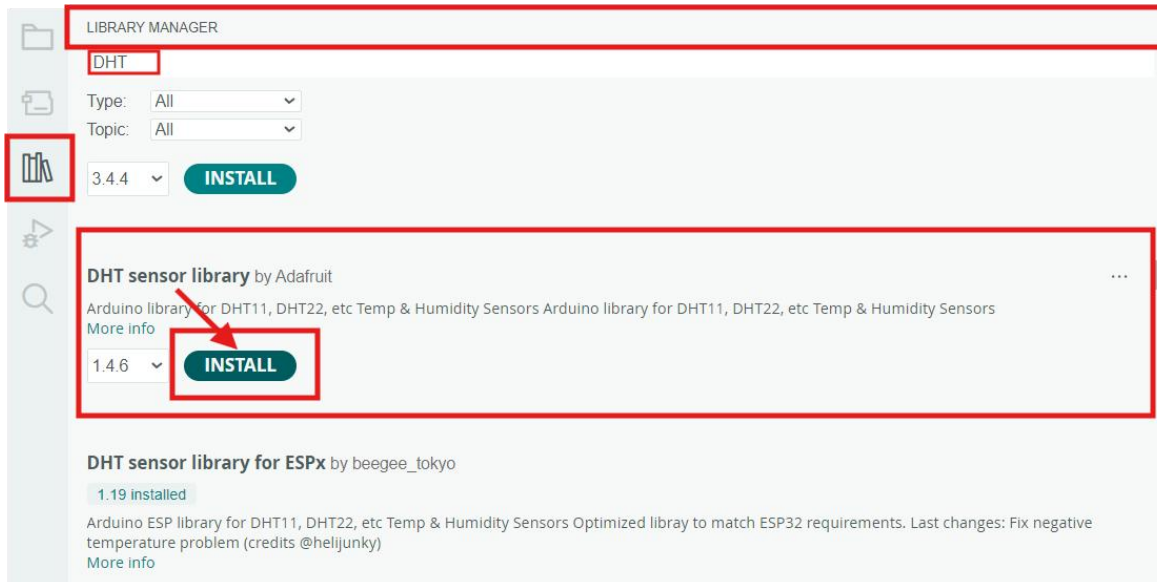 LIBRARY MANAGER
DHT
Type: All
Topic: All
3.4.4 INSTALL
DHT sensor library by Adafruit
...
Arduino library for DHT11, DHT22, etc Temp & Humidity Sensors Arduino library for DHT11, DHT22, etc Temp & Humidity Sensors
More info
1.4.6 INSTALL
DHT sensor library for ESPx by beegee_tokyo
1.19 installed
Arduino ESP library for DHT11, DHT22, etc Temp & Humidity Sensors Optimized libray to match ESP32 requirements. Last changes: Fix negative
temperature problem (credits @helijunky)
More info